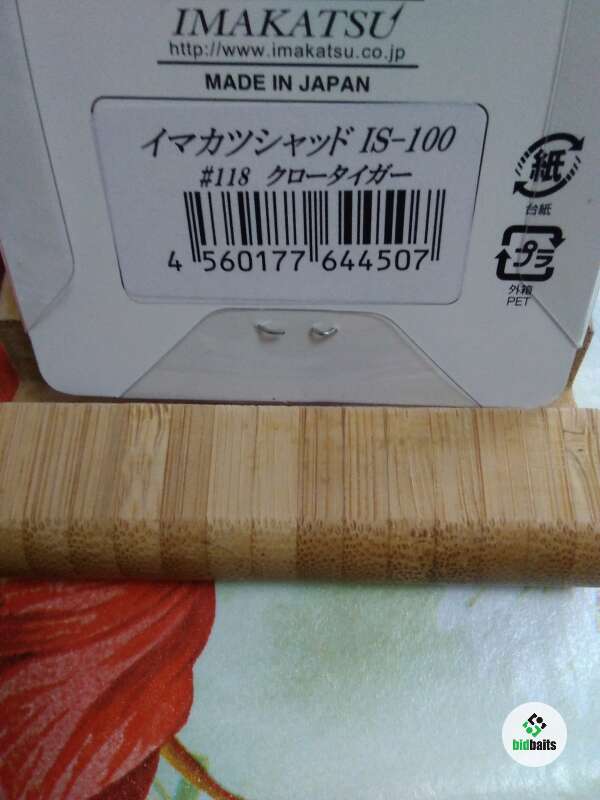 IMAKATSU
http://www.imakatsu.co.jp
MADE IN JAPAN
イマカツシャッド IS-100
#118 クロータイガー
4 560177 644507
紙
台紙
プラ
外箱
PET
bidbaits